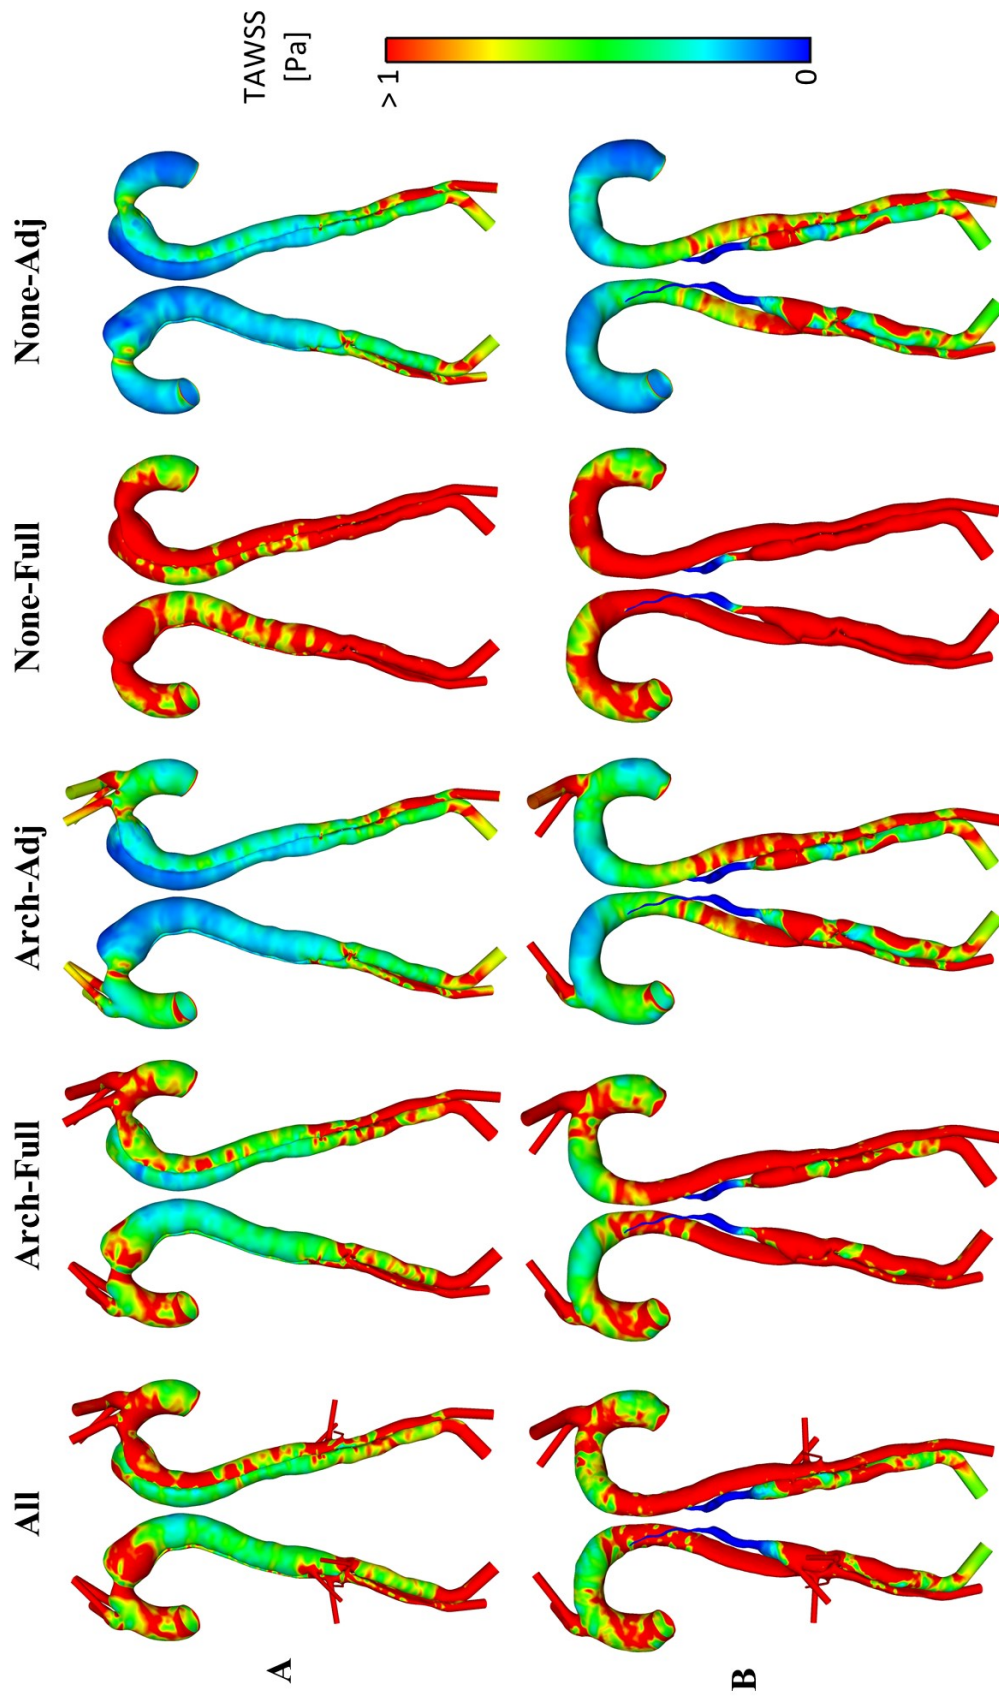 All
Arch-Full
Arch-Adj
None-Full
None-Adj
TAWSS
[Pa]
> 1
0
A
B